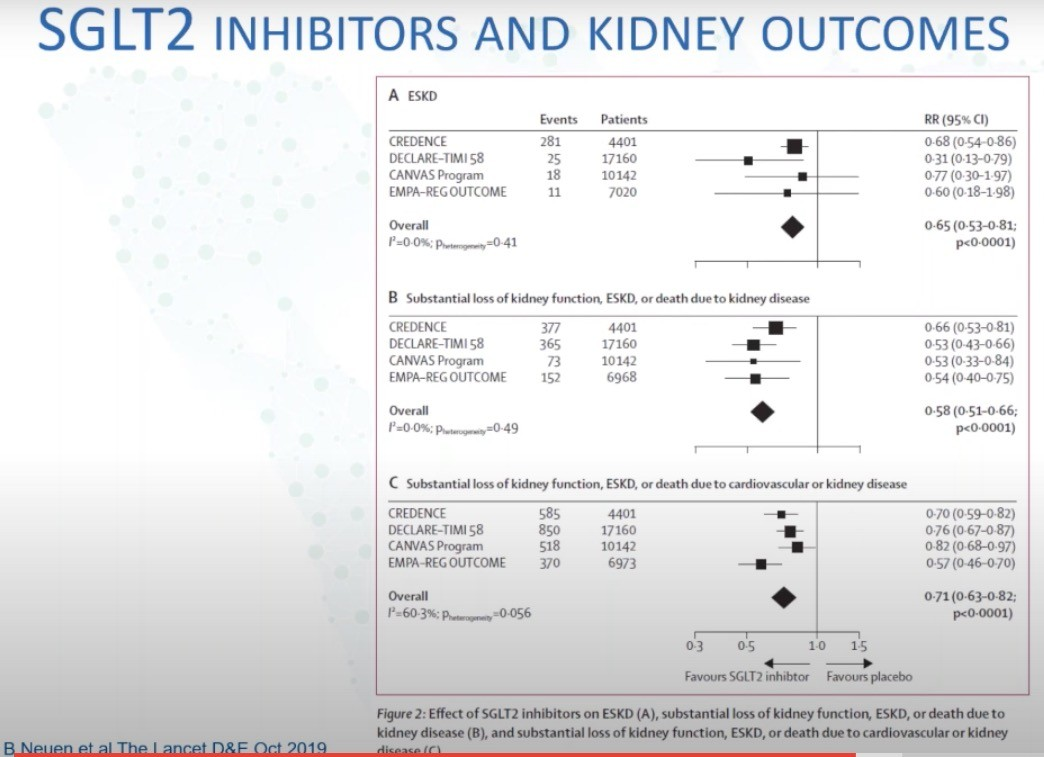 SGLT2 INHIBITORS AND KIDNEY OUTCOMES
A ESKD
Events Patients RR (95% CI)
CREDENCE 281 4401 0·68 (0·54–0·86)
DECLARE–TIMI 58 25 17160 0·31 (0·13–0·79)
CANVAS Program 18 10142 0·77 (0·30–1·97)
EMPA-REG OUTCOME 11 7020 0·60 (0·18–1·98)
Overall 0·65 (0·53–0·81;
I²=0·0%; Pheterogeneity=0·41 p<0·0001)
B Substantial loss of kidney function, ESKD, or death due to kidney disease
CREDENCE 377 4401 0·66 (0·53–0·81)
DECLARE–TIMI 58 365 17160 0·53 (0·43–0·66)
CANVAS Program 73 10142 0·53 (0·33–0·84)
EMPA-REG OUTCOME 152 6968 0·54 (0·40–0·75)
Overall 0·58 (0·51–0·66;
I²=0·0%; Pheterogeneity=0·49 p<0·0001)
C Substantial loss of kidney function, ESKD, or death due to cardiovascular or kidney disease
CREDENCE 585 4401 0·70 (0·59–0·82)
DECLARE–TIMI 58 850 17160 0·76 (0·67–0·87)
CANVAS Program 518 10142 0·82 (0·68–0·97)
EMPA-REG OUTCOME 370 6973 0·57 (0·46–0·70)
Overall 0·71 (0·63–0·82;
I²=60·3%; Pheterogeneity=0·056 p<0·0001)
0·3 0·5 1·0 1·5
Favours SGLT2 inhibtor Favours placebo
Figure 2: Effect of SGLT2 inhibitors on ESKD (A), substantial loss of kidney function, ESKD, or death due to
kidney disease (B), and substantial loss of kidney function, ESKD, or death due to cardiovascular or kidney
disease (C)
B Neuen et al The Lancet D&E Oct 2019